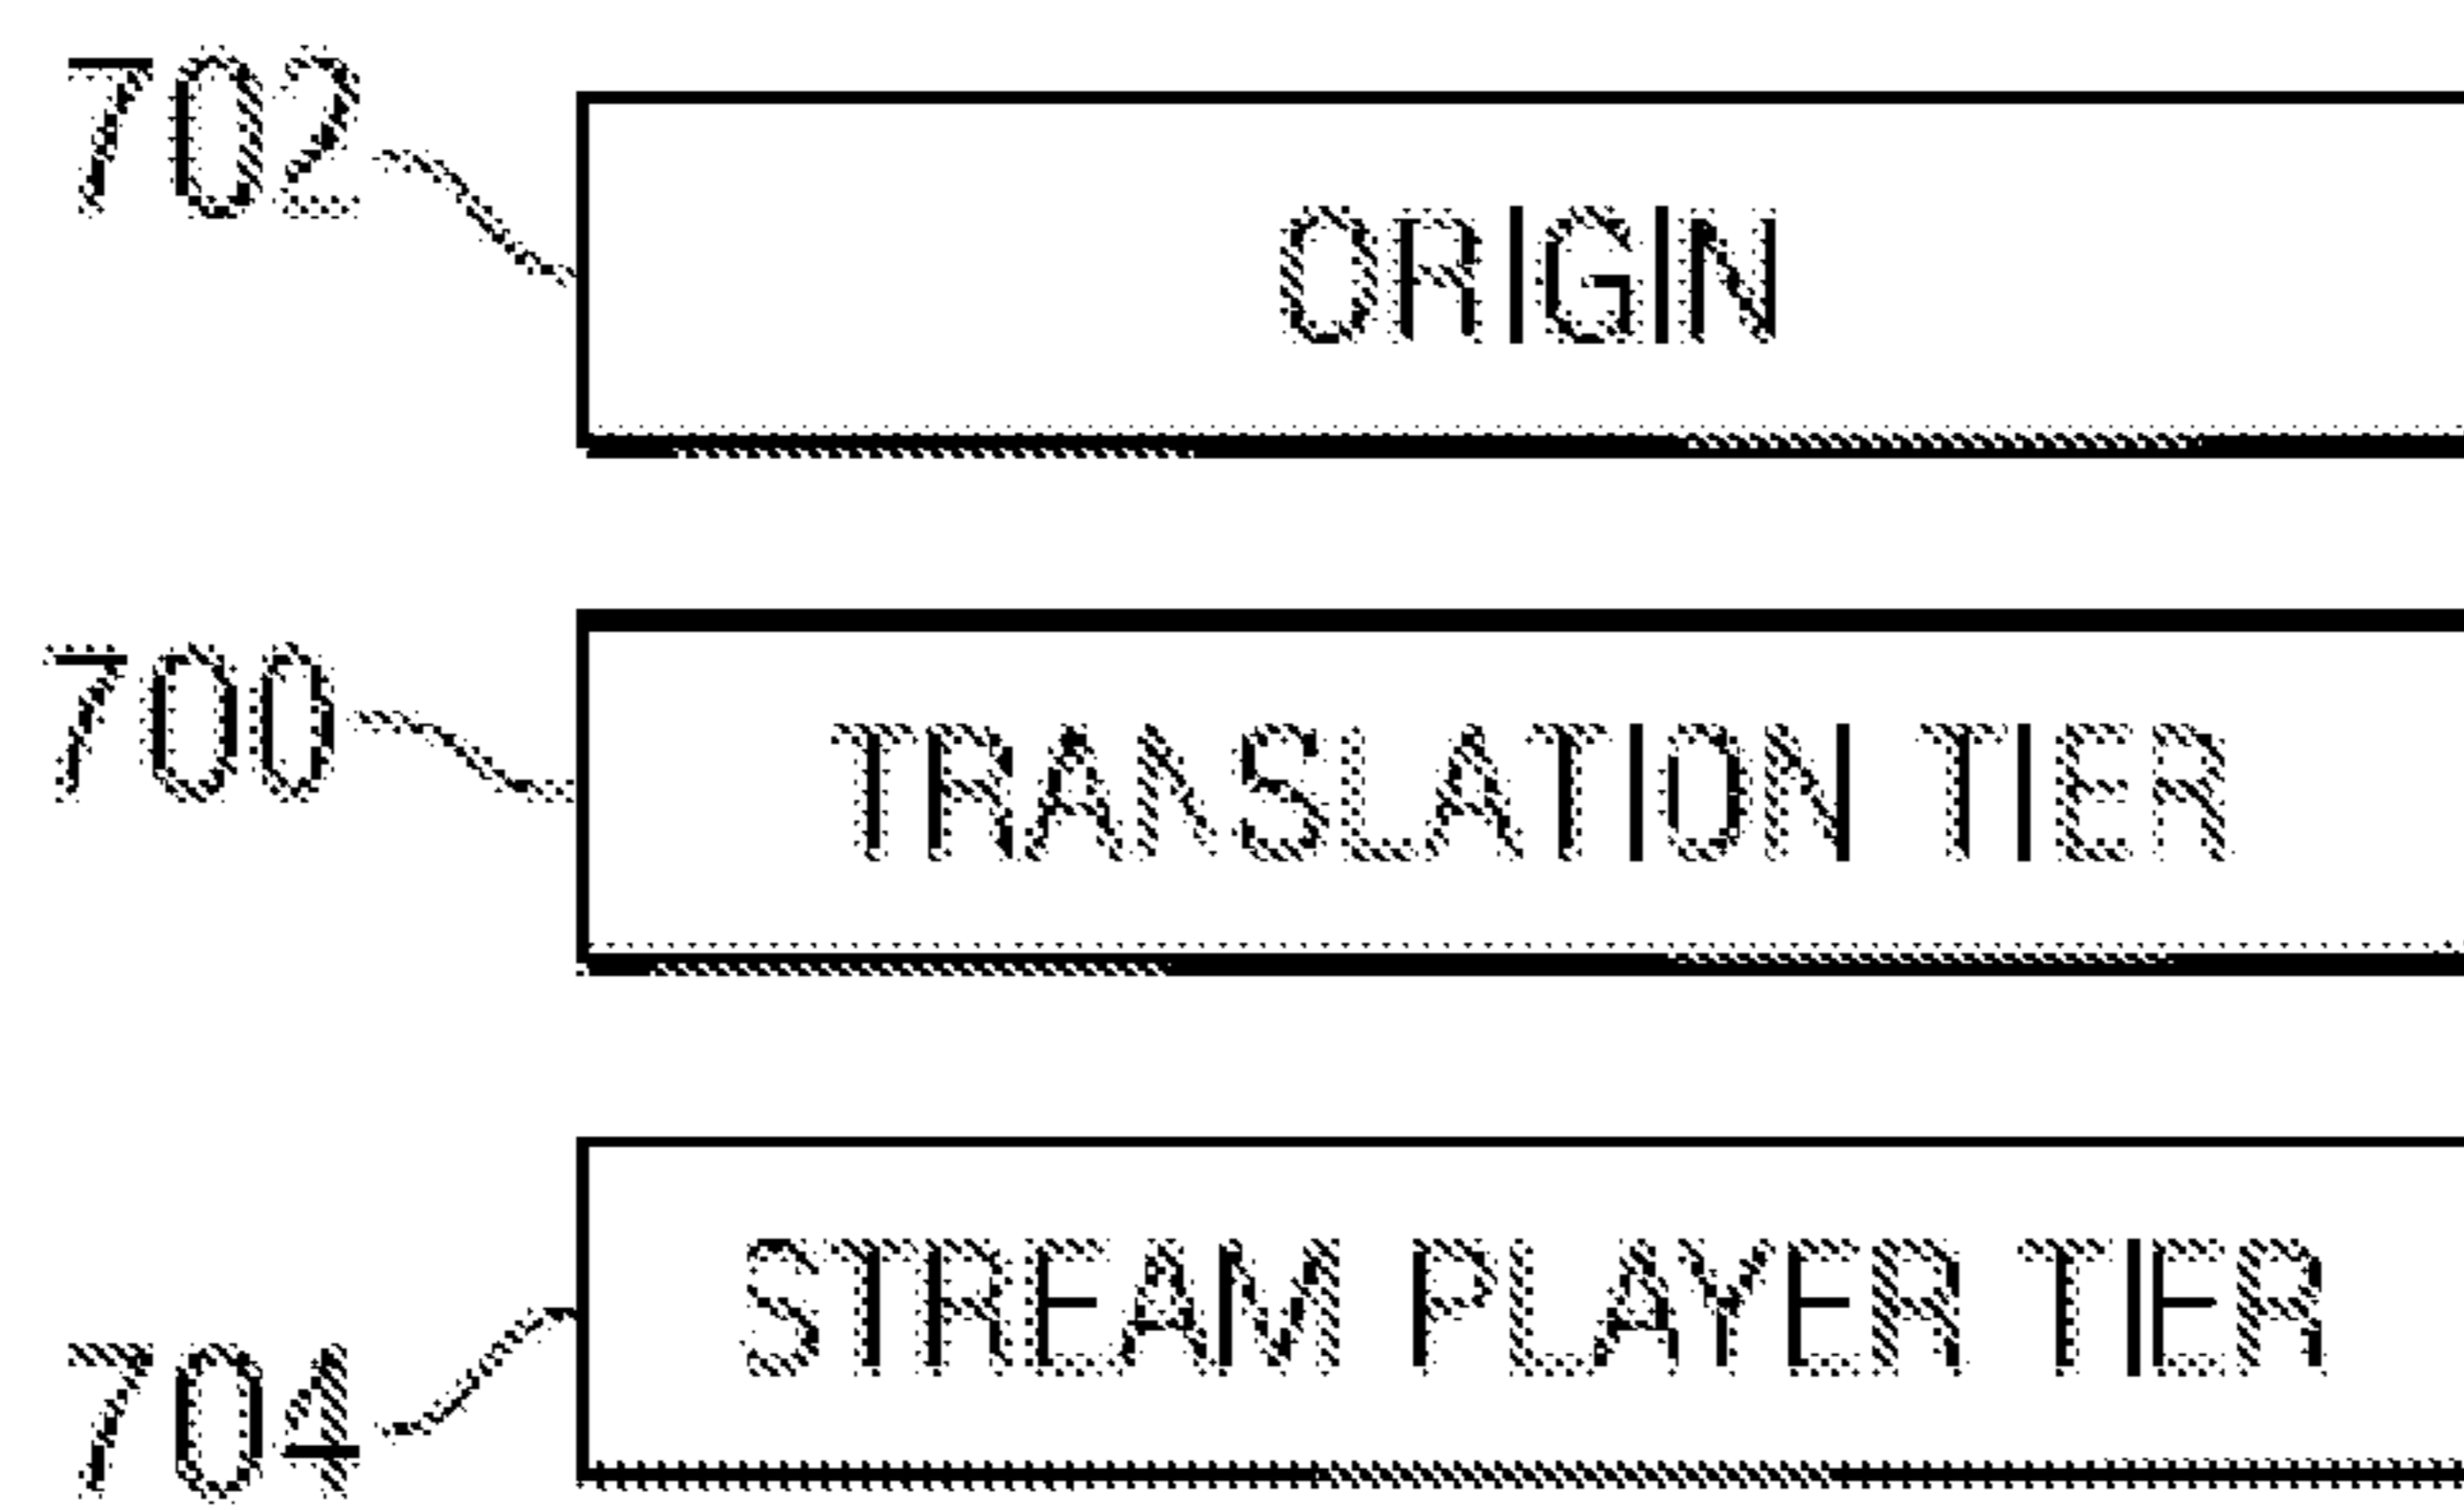 702
ORIGIN
700
TRANSLATION TIER
STREAM PLAYER TIER
704